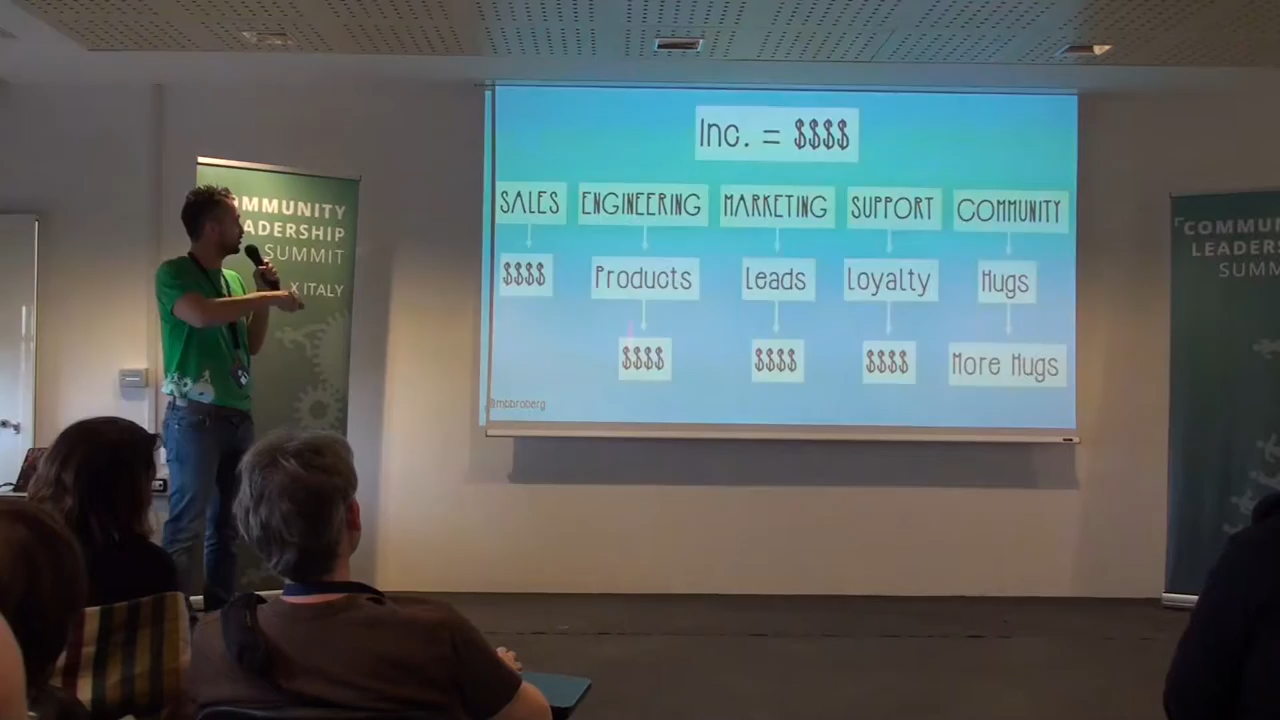 COMMUNITY
LEADERSHIP
SUMMIT
X ITALY
Inc. = $$$$
SALES
ENGINEERING
MARKETING
SUPPORT
COMMUNITY
$$$$
Products
Leads
Loyalty
Hugs
$$$$
$$$$
$$$$
More Hugs
@mbbroberg
COMMU
LEADER
SUMM